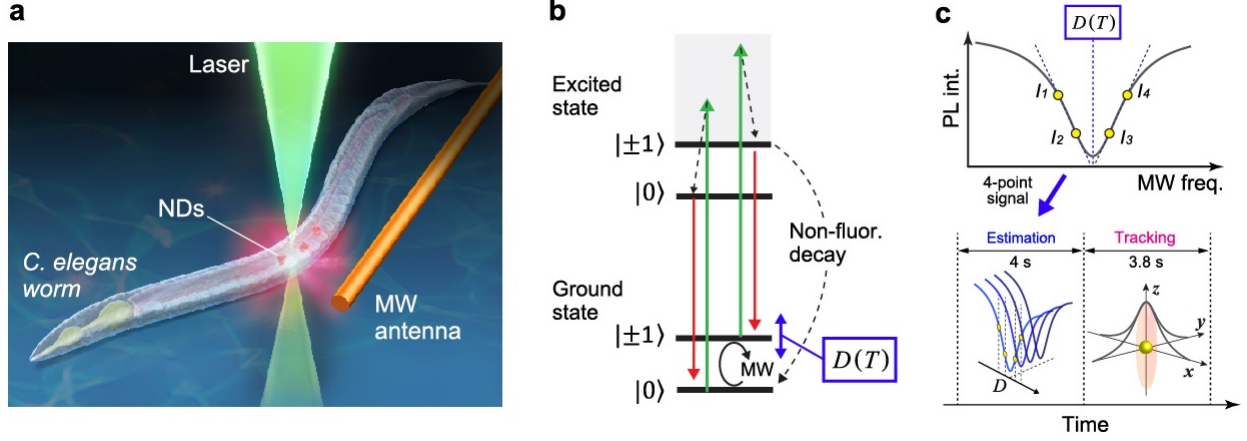 a
Laser
NDs
C. elegans
worm
MW
antenna
b
Excited
state
|±1⟩
|0⟩
Non-fluor.
decay
Ground
state
|±1⟩
MW
D(T)
|0⟩
c
D(T)
PL int.
I1
I4
I2
I3
MW freq.
4-point
signal
Estimation
Tracking
4 s
3.8 s
z
y
x
D
Time